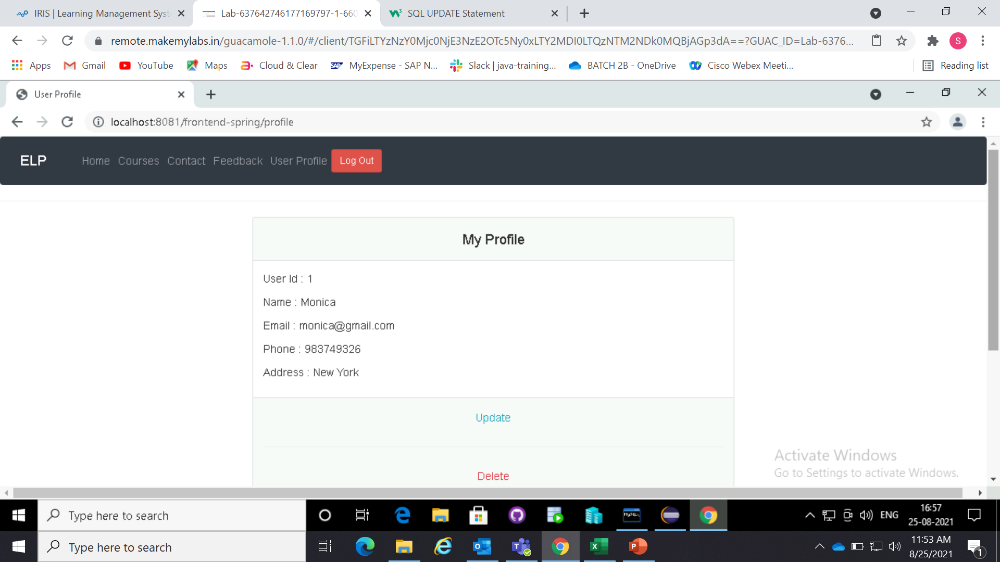 IRIS | Learning Management Syst
Lab-637642746177169797-1-660
SQL UPDATE Statement
remote.makemylabs.in/guacamole-1.1.0/#/client/TGFiLTYzNzY0Mjc0NjE3NzE2OTc5Ny0xLTY2MDI0LTQzNTM2NDk0MQBjAGp3dA==?GUAC_ID=Lab-6376...
S
Apps
Gmail
YouTube
Maps
Cloud & Clear
SAP
MyExpense - SAP N...
Slack | java-training...
BATCH 2B - OneDrive
Cisco Webex Meeti...
Reading list
User Profile
localhost:8081/frontend-spring/profile
ELP
Home
Courses
Contact
Feedback
User Profile
Log Out
My Profile
User Id : 1
Name : Monica
Email : monica@gmail.com
Phone : 983749326
Address : New York
Update
Delete
Activate Windows
Go to Settings to activate Windows.
Type here to search
MySQL
ENG
16:57
25-08-2021
Type here to search
11:53 AM
8/25/2021
1